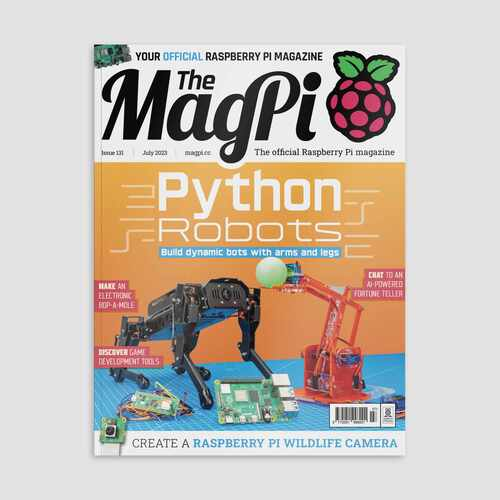 YOUR OFFICIAL RASPBERRY PI MAGAZINE
The
MagPi
Issue 131 | July 2023 | magpi.cc
The official Raspberry Pi magazine
Python
Robots
Build dynamic bots with arms and legs
CHAT TO AN
AI-POWERED
FORTUNE TELLER
MAKE AN
ELECTRONIC
BOP-A-MOLE
DISCOVER GAME
DEVELOPMENT TOOLS
CREATE A RASPBERRY PI WILDLIFE CAMERA